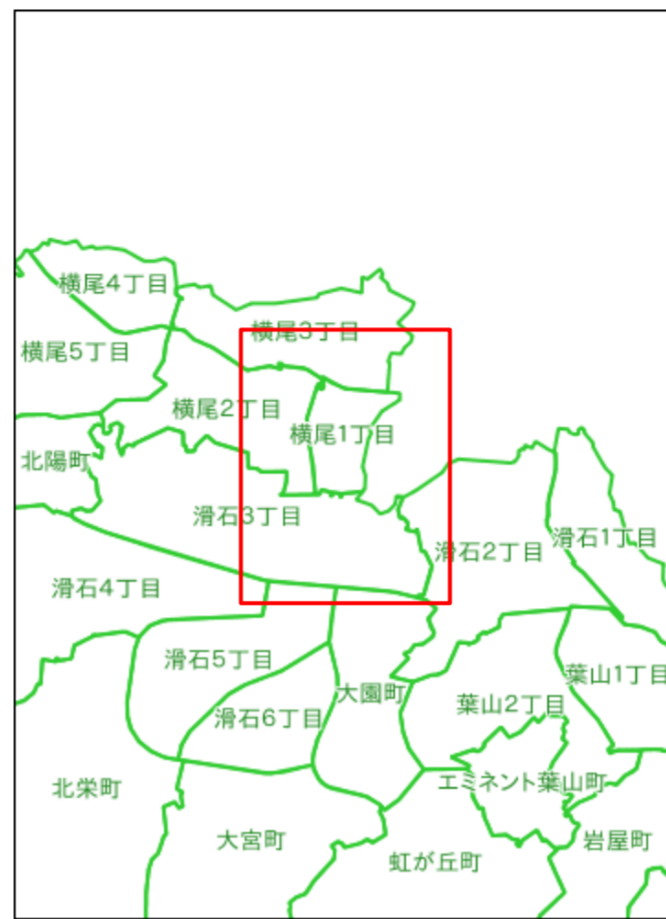 横尾4丁目
横尾3丁目
横尾5丁目
横尾2丁目
横尾1丁目
北陽町
滑石3丁目
滑石2丁目
滑石1丁目
滑石4丁目
滑石5丁目
葉山1丁目
大園町
葉山2丁目
滑石6丁目
エミネント葉山町
北栄町
大宮町
岩屋町
虹が丘町